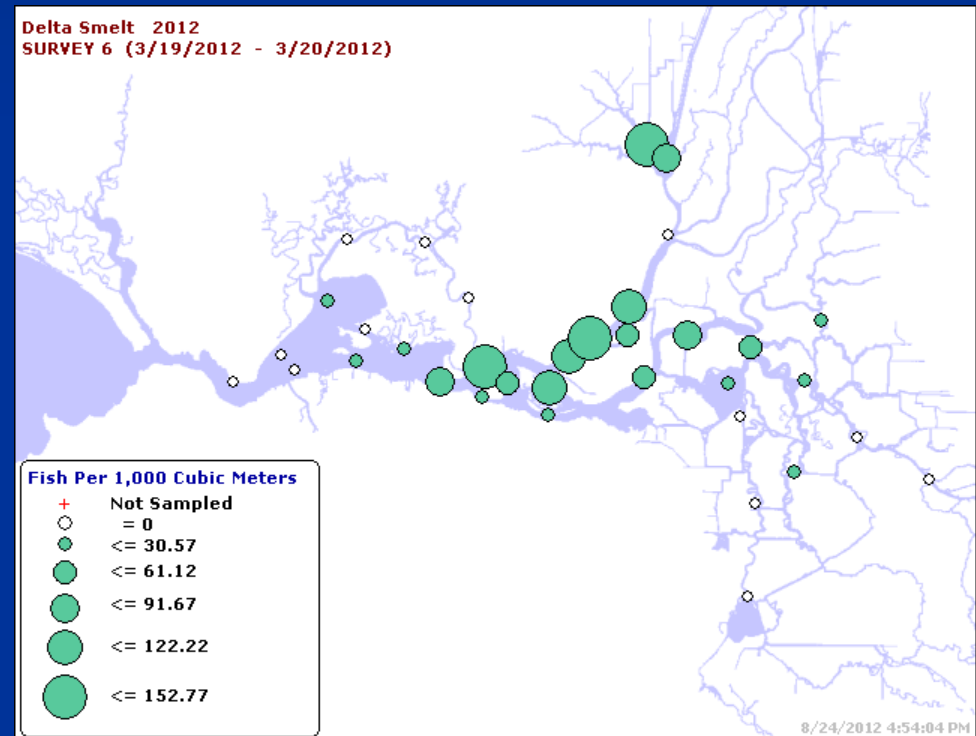 Delta Smelt 2012
SURVEY 6 (3/19/2012 - 3/20/2012)
Fish Per 1,000 Cubic Meters
+ Not Sampled
= 0
<= 30.57
<= 61.12
<= 91.67
<= 122.22
<= 152.77
8/24/2012 4:54:04 PM